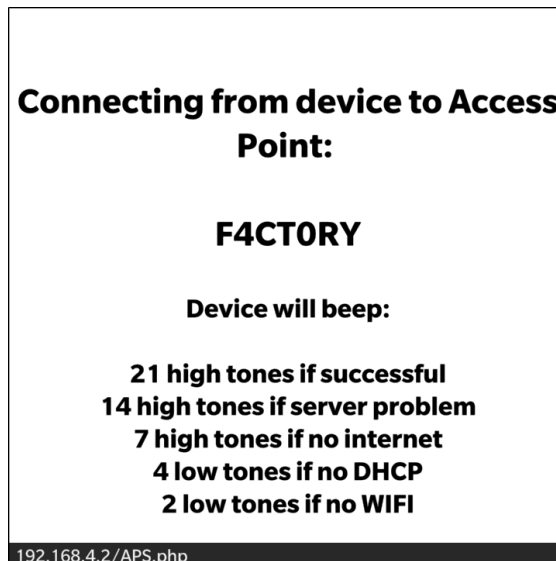 Connecting from device to Access
Point:
F4CT0RY
Device will beep:
21 high tones if successful
14 high tones if server problem
7 high tones if no internet
4 low tones if no DHCP
2 low tones if no WIFI
192.168.4.2/APS.php